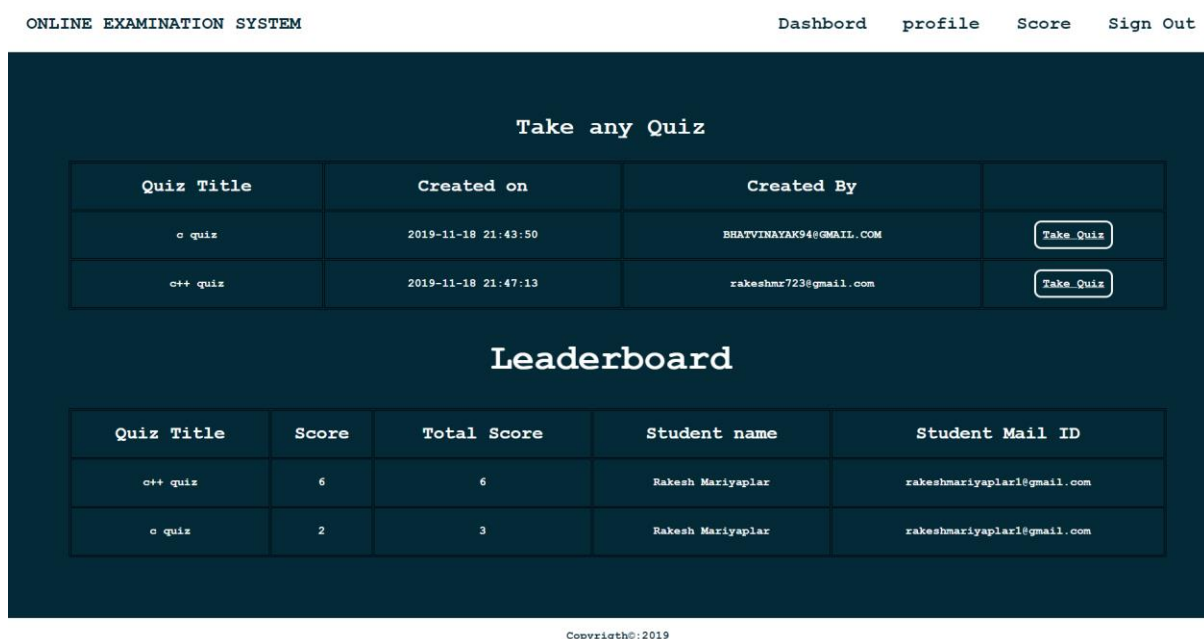 ONLINE EXAMINATION SYSTEM Dashbord profile Score Sign Out
Take any Quiz
Quiz Title Created on Created By
c quiz 2019-11-18 21:43:50 BHATVINAYAK94@GMAIL.COM Take Quiz
c++ quiz 2019-11-18 21:47:13 rakeshmr723@gmail.com Take Quiz
Leaderboard
Quiz Title Score Total Score Student name Student Mail ID
c++ quiz 6 6 Rakesh Mariyaplar rakeshmariyaplar1@gmail.com
c quiz 2 3 Rakesh Mariyaplar rakeshmariyaplar1@gmail.com
Copyrigth©:2019